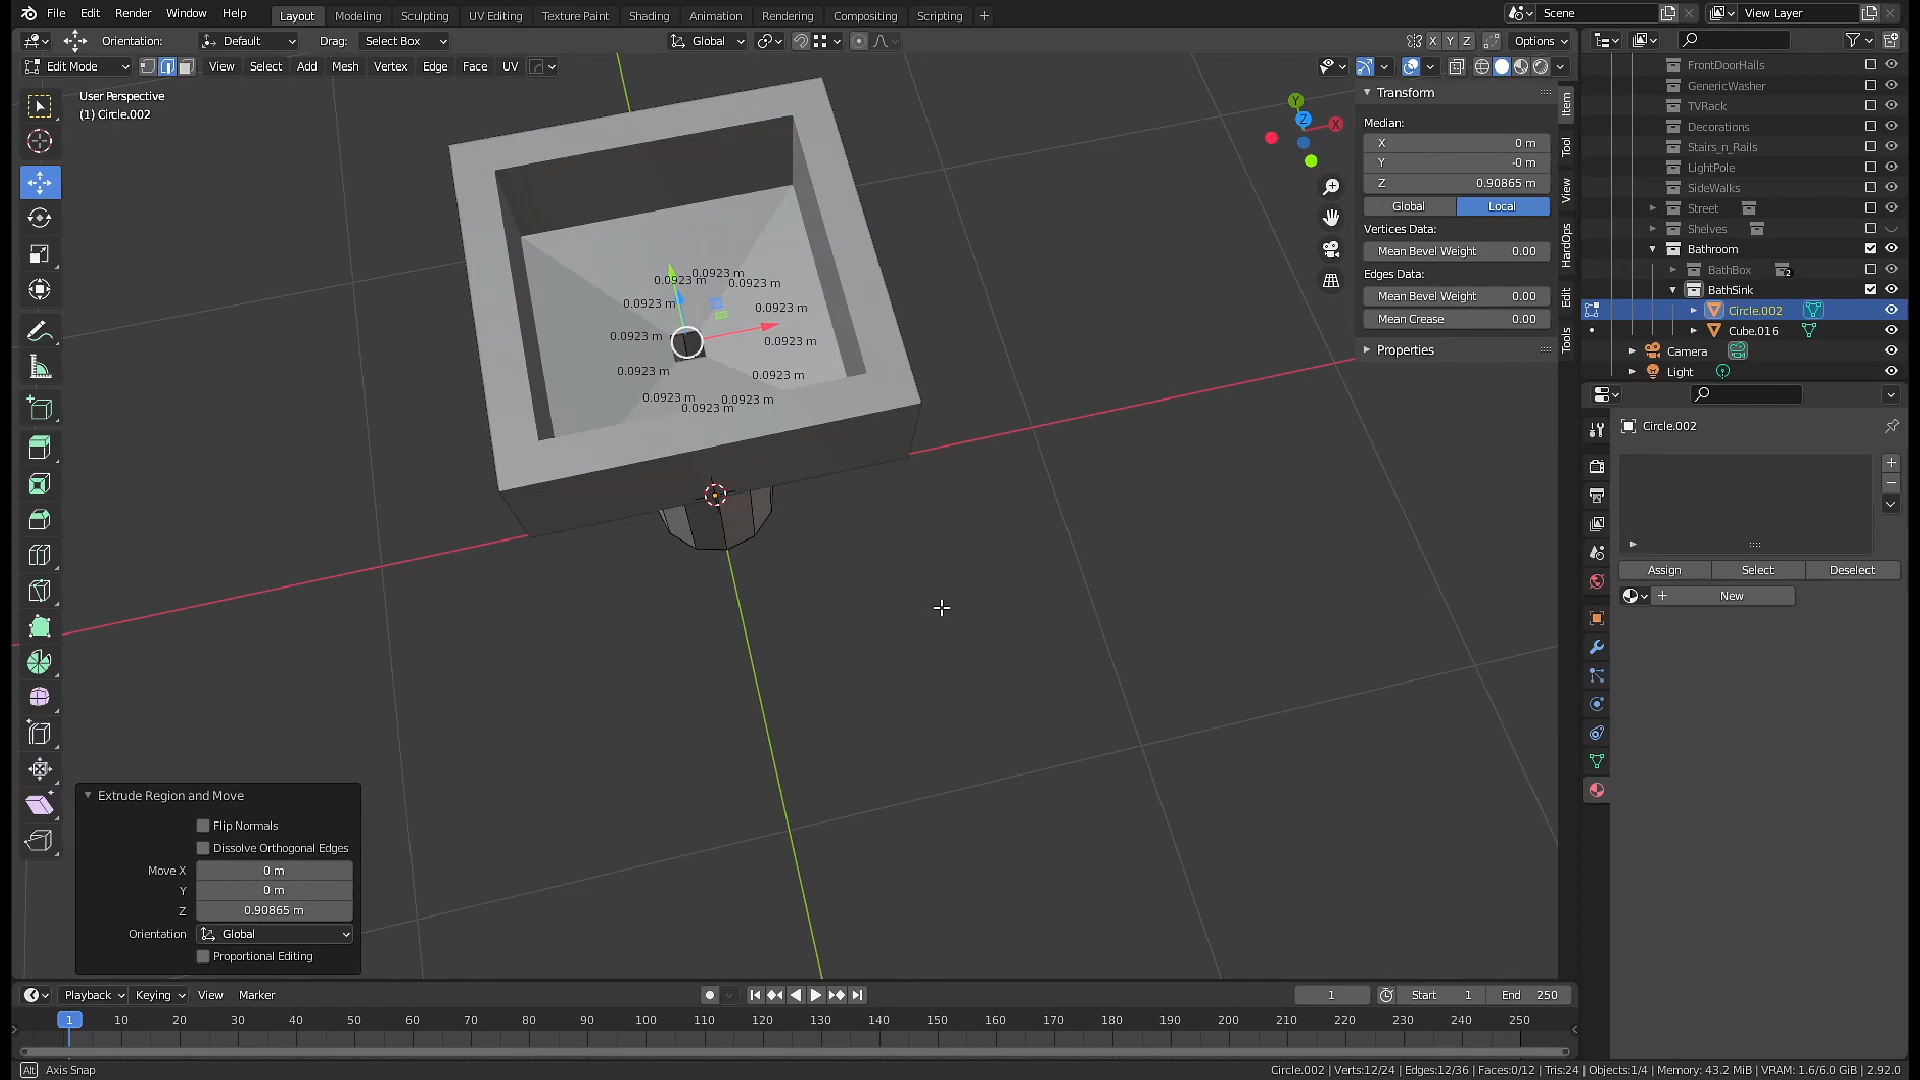 File Edit Render Window Help Layout Modeling Sculpting UV Editing Texture Paint Shading Animation Rendering Compositing Scripting + Scene View Layer
Orientation: Default Drag: Select Box Global X Y Z Options
Edit Mode View Select Add Mesh Vertex Edge Face UV
User Perspective
(1) Circle.002
Y
Z
X
Transform
Median:
X 0 m
Y -0 m
Z 0.90865 m
Global Local
Vertices Data:
Mean Bevel Weight 0.00
Edges Data:
Mean Bevel Weight 0.00
Mean Crease 0.00
Properties
Item
Tool
View
HardOps
Edit
Tools
FrontDoorHails
GenericWasher
TVRack
Decorations
Stairs_n_Rails
LightPole
SideWalks
Street
Shelves
Bathroom
BathBox 2
BathSink
Circle.002
Cube.016
Camera
Light
Circle.002
Assign Select Deselect
+ New
0.0923 m
0.0923 m
0.0923 m
0.0923 m
0.0923 m
0.0923 m
0.0923 m
0.0923 m
0.0923 m
0.0923 m
0.0923 m
0.0923 m
Extrude Region and Move
Flip Normals
Dissolve Orthogonal Edges
Move X 0 m
Y 0 m
Z 0.90865 m
Orientation Global
Proportional Editing
Playback Keying View Marker 1 Start 1 End 250
1 10 20 30 40 50 60 70 80 90 100 110 120 130 140 150 160 170 180 190 200 210 220 230 240 250
Alt Axis Snap
Circle.002 | Verts:12/24 | Edges:12/36 | Faces:0/12 | Tris:24 | Objects:1/4 | Memory: 43.2 MiB | VRAM: 1.6/6.0 GiB | 2.92.0